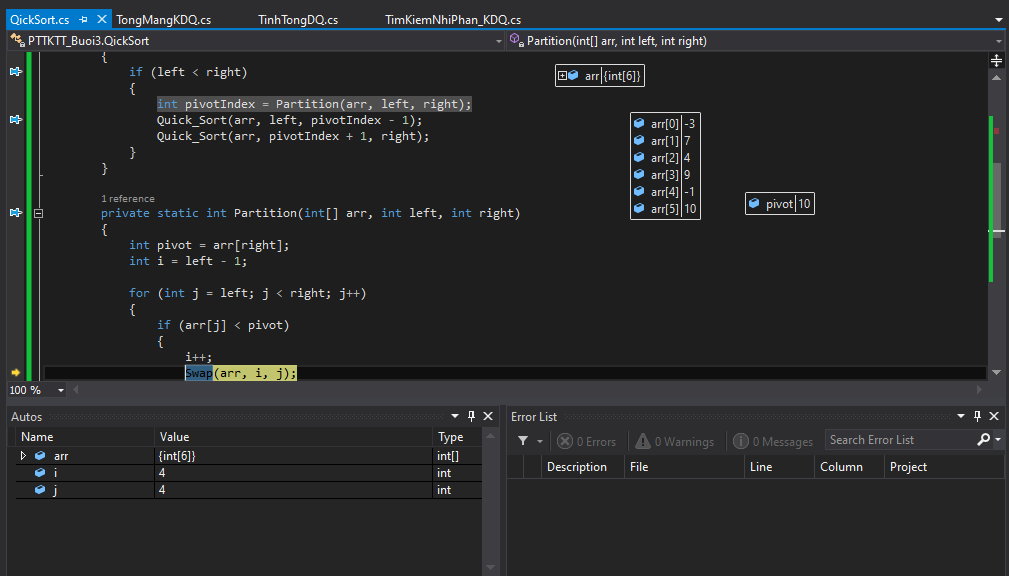 QickSort.cs
TongMangKDQ.cs
TinhTongDQ.cs
TimKiemNhiPhan_KDQ.cs
PTTKTT_Buoi3.QickSort
Partition(int[] arr, int left, int right)
{
if (left < right)
{
int pivotIndex = Partition(arr, left, right);
Quick_Sort(arr, left, pivotIndex - 1);
Quick_Sort(arr, pivotIndex + 1, right);
}
}
1 reference
private static int Partition(int[] arr, int left, int right)
{
int pivot = arr[right];
int i = left - 1;
for (int j = left; j < right; j++)
{
if (arr[j] < pivot)
{
i++;
Swap(arr, i, j);
arr {int[6]}
arr[0] -3
arr[1] 7
arr[2] 4
arr[3] 9
arr[4] -1
arr[5] 10
pivot 10
100 %
Autos
Name Value Type
arr {int[6]} int[]
i 4 int
j 4 int
Error List
0 Errors
0 Warnings
0 Messages
Search Error List
Description File Line Column Project